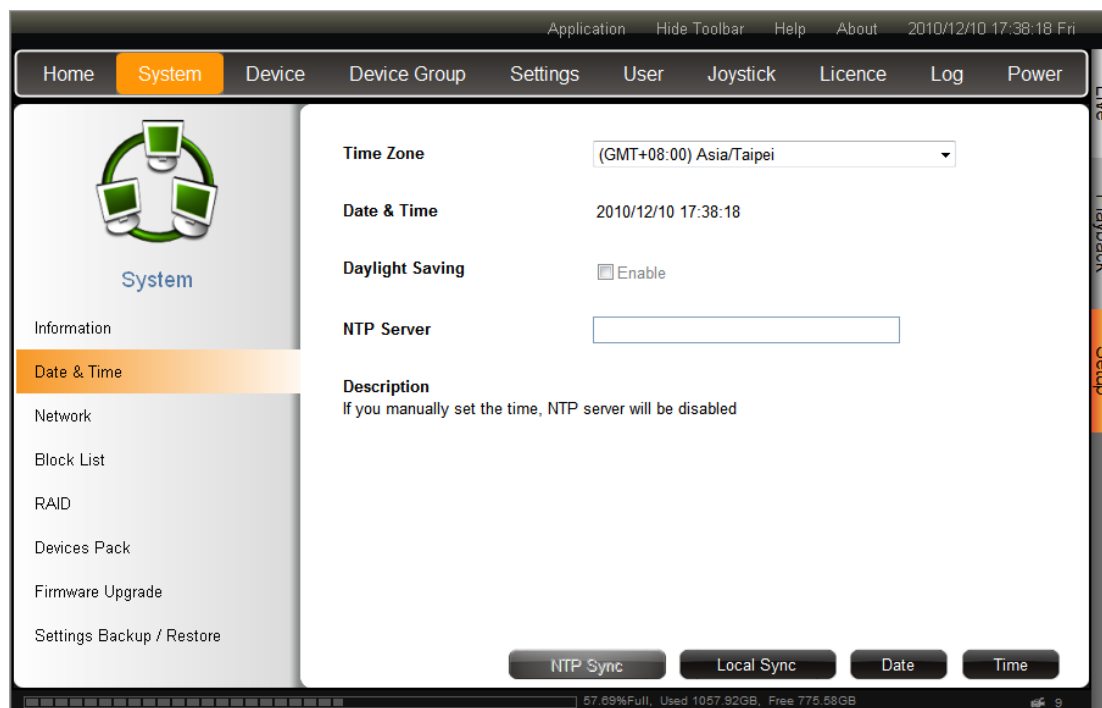 Application Hide Toolbar Help About 2010/12/10 17:38:18 Fri
Home System Device Device Group Settings User Joystick Licence Log Power
Live
Playback
Setup
System
Information
Date & Time
Network
Block List
RAID
Devices Pack
Firmware Upgrade
Settings Backup / Restore
Time Zone (GMT+08:00) Asia/Taipei
Date & Time 2010/12/10 17:38:18
Daylight Saving Enable
NTP Server
Description
If you manually set the time, NTP server will be disabled
NTP Sync Local Sync Date Time
57.69%Full, Used 1057.92GB, Free 775.58GB 9